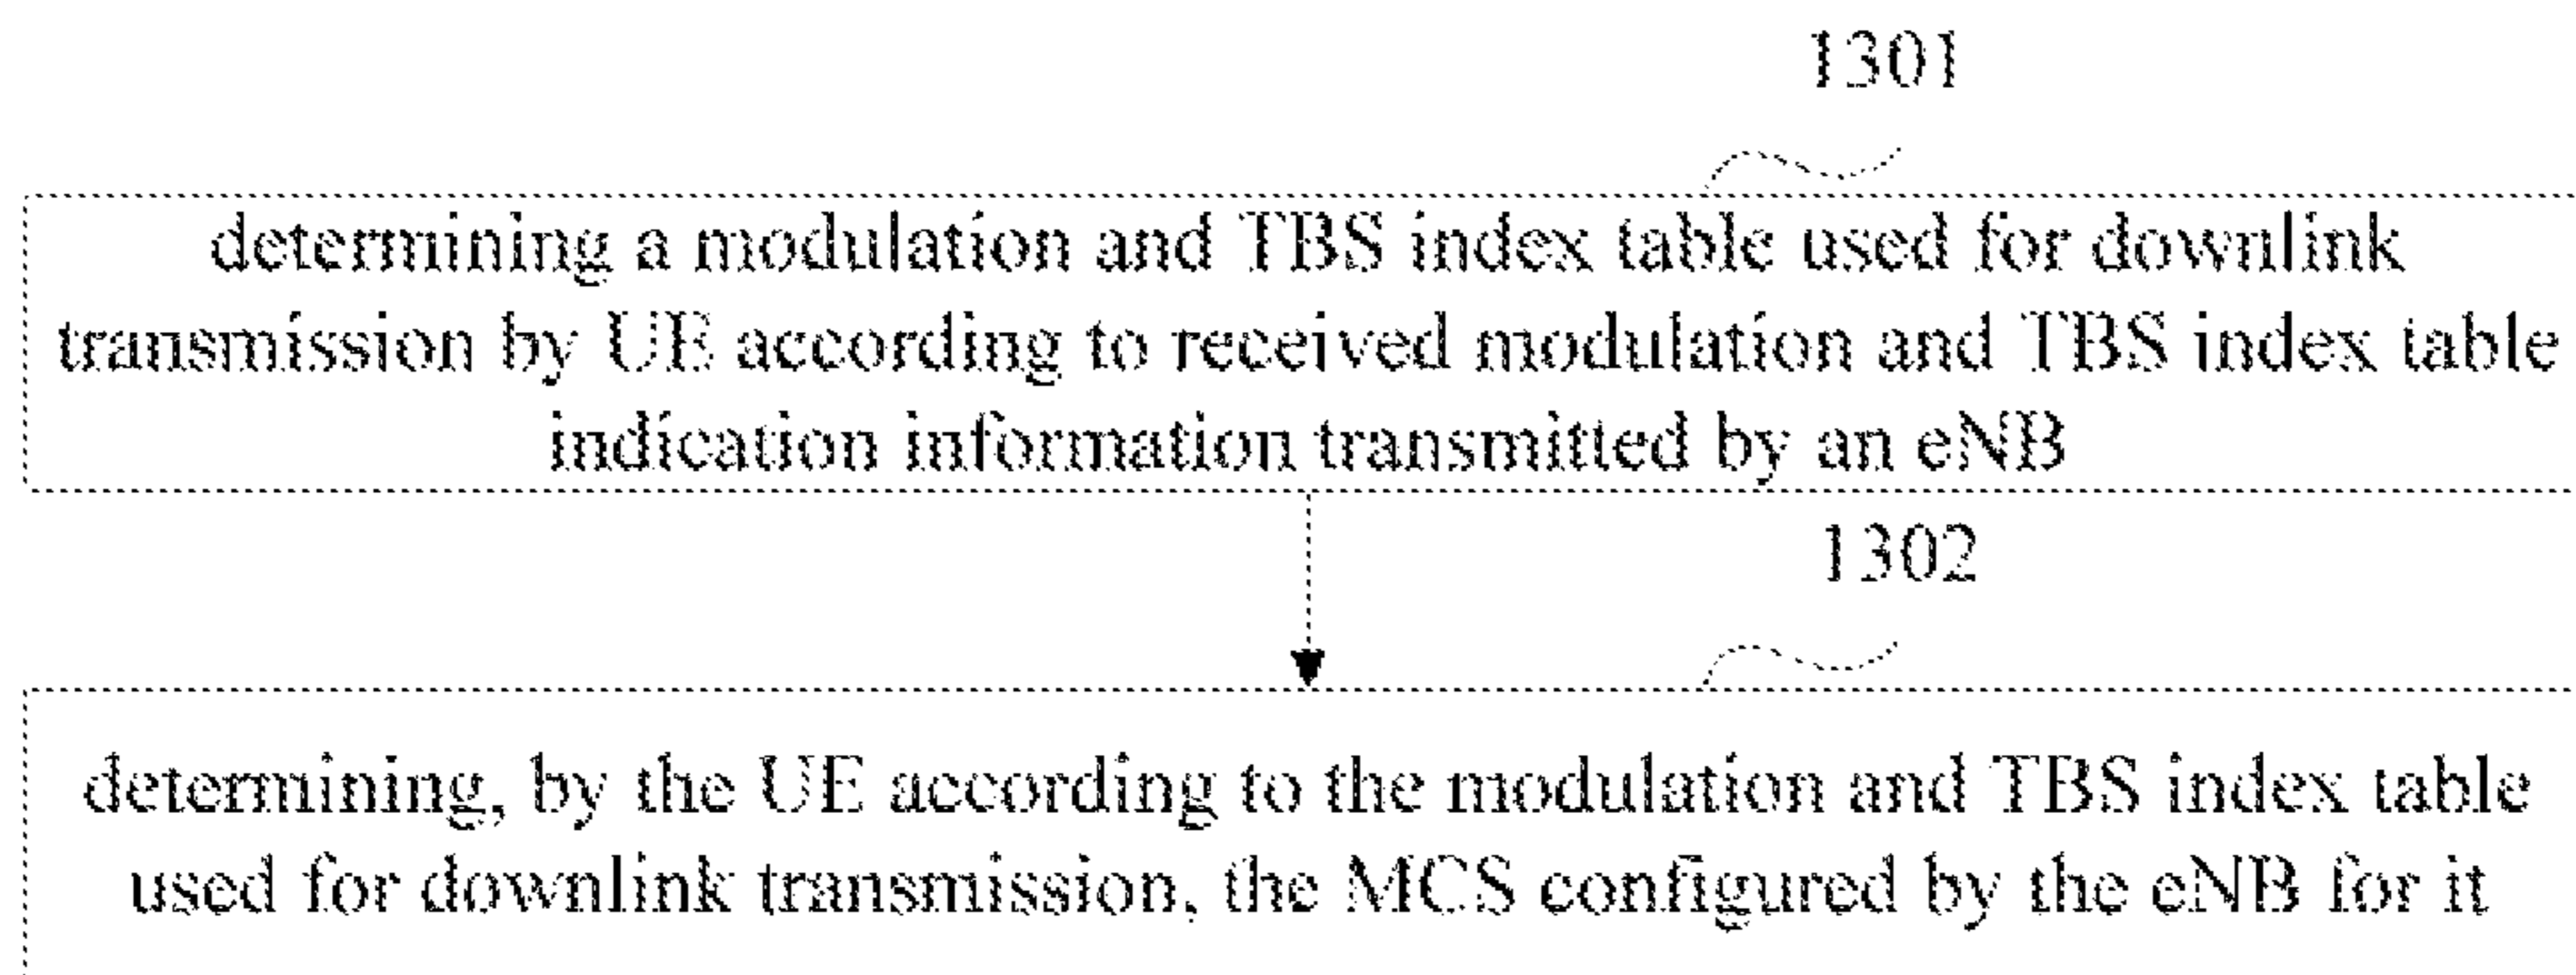 1301
determining a modulation and TBS index table used for downlink
transmission by UE according to received modulation and TBS index table
indication information transmitted by an eNB
1302
determining, by the UE according to the modulation and TBS index table
used for downlink transmission, the MCS configured by the eNB for it